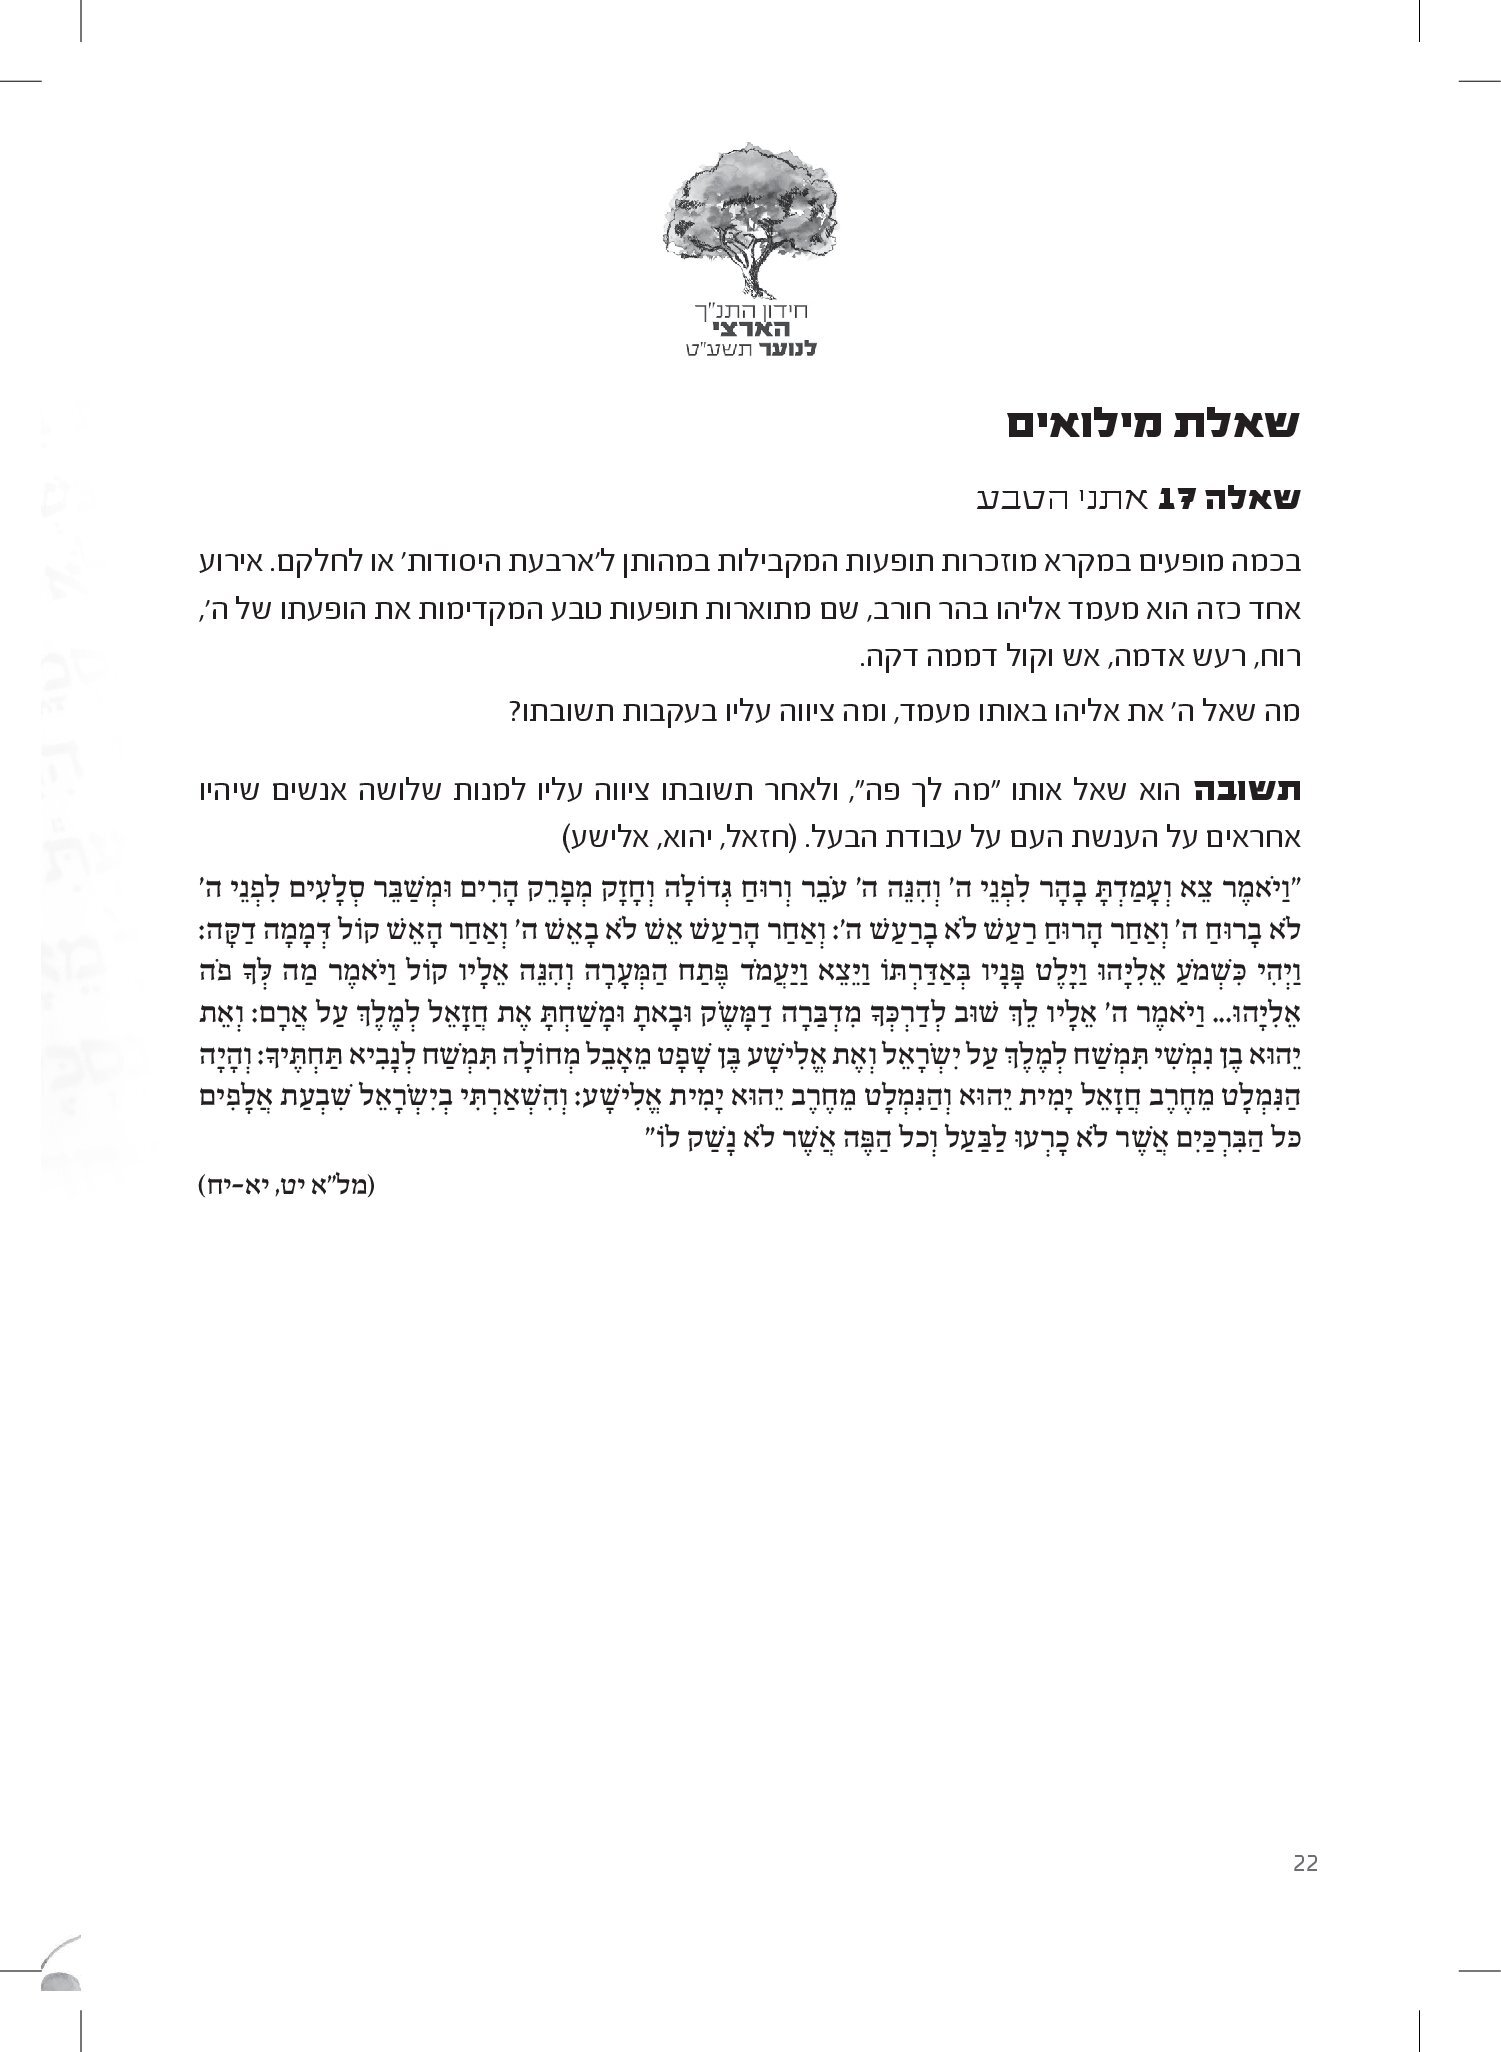 חידון התנ"ך
הארצי
לנוער תשע"ט
שאלת מילואים
שאלה 17 אתני הטבע
בכמה מופעים במקרא מוזכרות תופעות המקבילות במהותן ל'ארבעת היסודות' או לחלקם. אירוע
אחד כזה הוא מעמד אליהו בהר חורב, שם מתוארות תופעות טבע המקדימות את הופעתו של ה',
רוח, רעש אדמה, אש וקול דממה דקה.
מה שאל ה' את אליהו באותו מעמד, ומה ציווה עליו בעקבות תשובתו?
תשובה הוא שאל אותו "מה לך פה", ולאחר תשובתו ציווה עליו למנות שלושה אנשים שיהיו
אחראים על הענשת העם על עבודת הבעל. (חזאל, יהוא, אלישע)
"וַיֹּאמֶר צֵא וְעָמַדְתָּ בָהָר לִפְנֵי ה' וְהִנֵּה ה' עֹבֵר וְרוּחַ גְּדוֹלָה וְחָזָק מְפָרֵק הָרִים וּמְשַׁבֵּר סְלָעִים לִפְנֵי ה'
לֹא בָרוּחַ ה' וְאַחַר הָרוּחַ רַעַשׁ לֹא בָרַעַשׁ ה': וְאַחַר הָרַעַשׁ אֵשׁ לֹא בָאֵשׁ ה' וְאַחַר הָאֵשׁ קוֹל דְּמָמָה דַקָּה:
וַיְהִי כִּשְׁמֹעַ אֵלִיָּהוּ וַיָּלֶט פָּנָיו בְּאַדַּרְתּוֹ וַיֵּצֵא וַיַּעֲמֹד פֶּתַח הַמְּעָרָה וְהִנֵּה אֵלָיו קוֹל וַיֹּאמֶר מַה לְּךָ פֹה
אֵלִיָּהוּ... וַיֹּאמֶר ה' אֵלָיו לֵךְ שׁוּב לְדַרְכְּךָ מִדְבַּרָה דַמָּשֶׂק וּבָאתָ וּמָשַׁחְתָּ אֶת חֲזָאֵל לְמֶלֶךְ עַל אֲרָם: וְאֵת
יֵהוּא בֶן נִמְשִׁי תִּמְשַׁח לְמֶלֶךְ עַל יִשְׂרָאֵל וְאֶת אֱלִישָׁע בֶּן שָׁפָט מֵאָבֵל מְחוֹלָה תִּמְשַׁח לְנָבִיא תַּחְתֶּיךָ: וְהָיָה
הַנִּמְלָט מֵחֶרֶב חֲזָאֵל יָמִית יֵהוּא וְהַנִּמְלָט מֵחֶרֶב יֵהוּא יָמִית אֱלִישָׁע: וְהִשְׁאַרְתִּי בְיִשְׂרָאֵל שִׁבְעַת אֲלָפִים
כּל הַבִּרְכַּיִם אֲשֶׁר לֹא כָרְעוּ לַבַּעַל וְכל הַפֶּה אֲשֶׁר לֹא נָשַׁק לוֹ"
(מל"א יט, יא-יח)
22